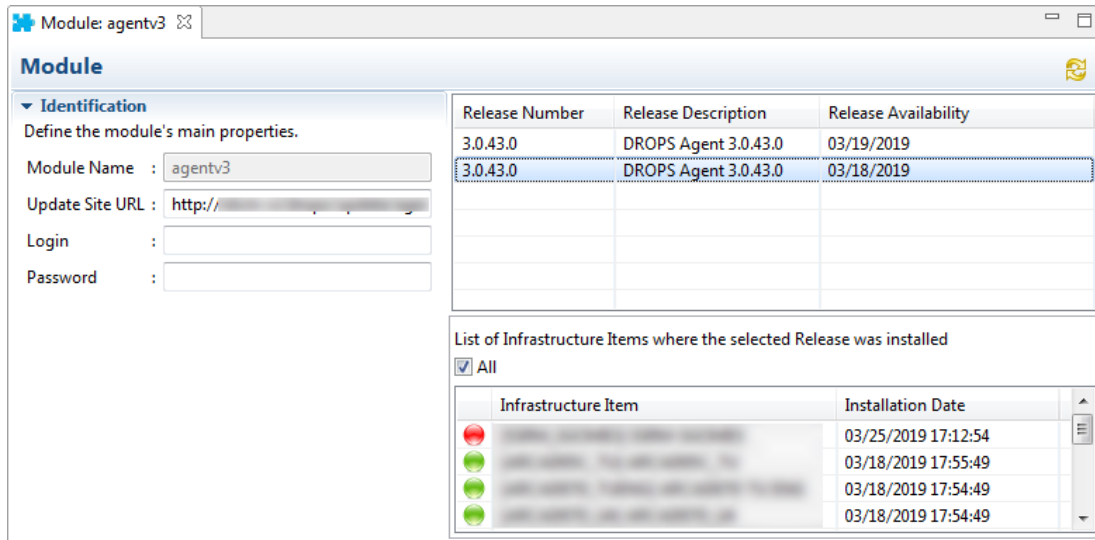 Module: agentv3
Module
Identification
Define the module's main properties.
Module Name : agentv3
Update Site URL : http://
Login :
Password :
Release Number Release Description Release Availability
3.0.43.0 DROPS Agent 3.0.43.0 03/19/2019
3.0.43.0 DROPS Agent 3.0.43.0 03/18/2019
List of Infrastructure Items where the selected Release was installed
All
Infrastructure Item Installation Date
03/25/2019 17:12:54
03/18/2019 17:55:49
03/18/2019 17:54:49
03/18/2019 17:54:49